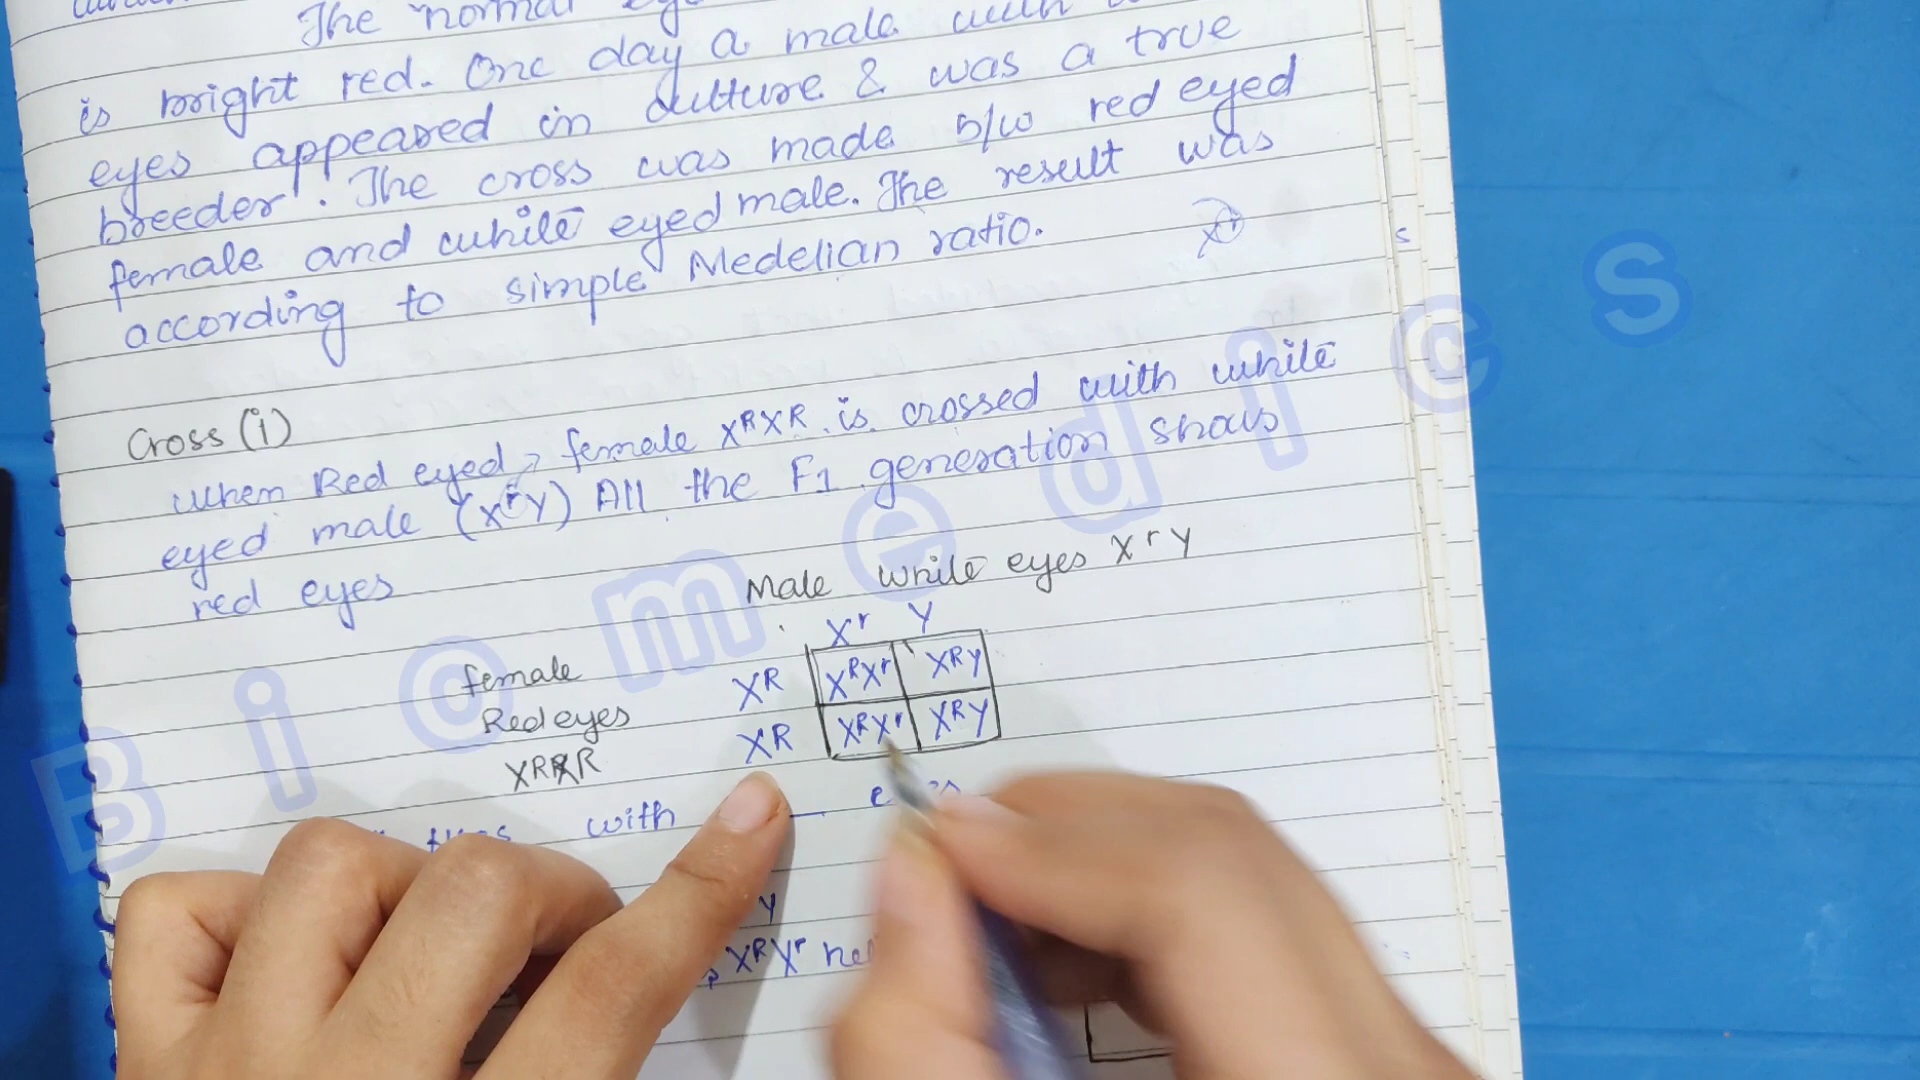 The normal
is bright red. One day a male with
eyes appeared in culture & was a true
breeder. The cross was made b/w red eyed
female and white eyed male. The result was
according to simple Medelian ratio.
Cross (i)
When Red eyed, female XRXR is crossed with white
eyed male (XrY) All the F1 generation shows
red eyes
Male white eyes XrY
Xr Y
female XR XRXr XRY
Red eyes
XR XRXr XRY
XRXR
with
Y
XRXr
Biomedics